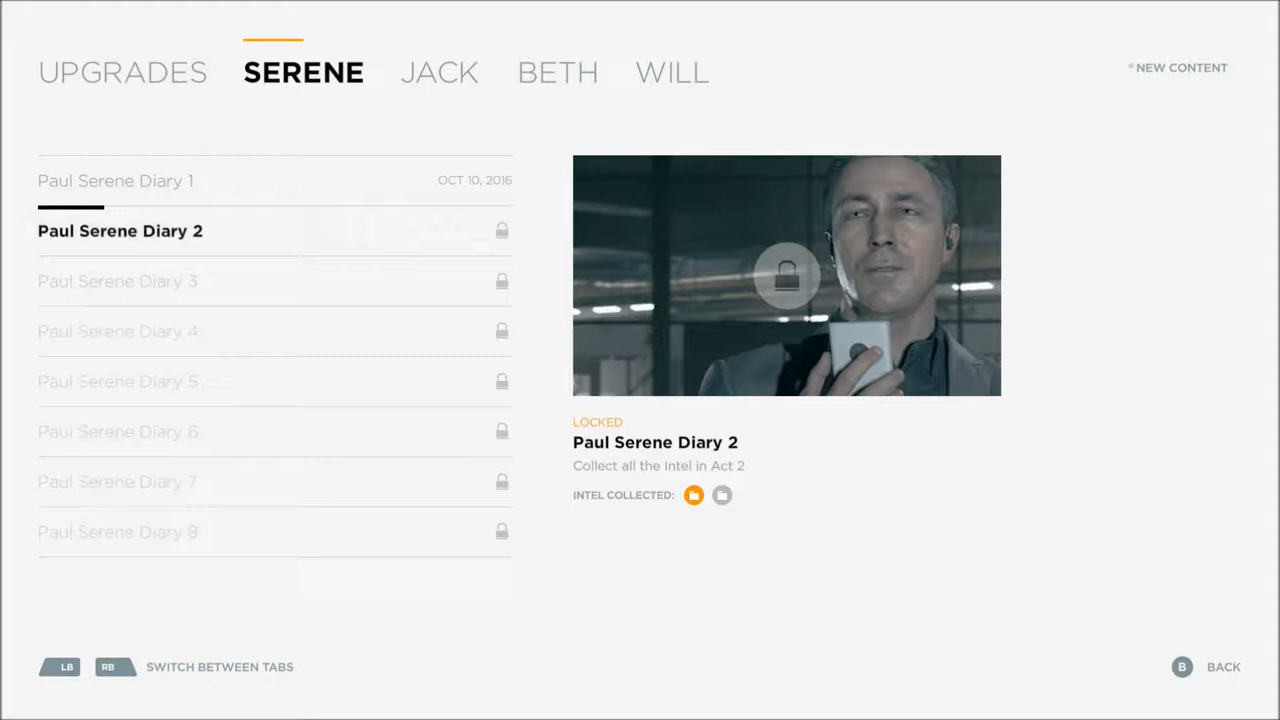 UPGRADES SERENE JACK BETH WILL
*NEW CONTENT
Paul Serene Diary 1 OCT 10, 2016
Paul Serene Diary 2
Paul Serene Diary 3
Paul Serene Diary 4
Paul Serene Diary 5
Paul Serene Diary 6
Paul Serene Diary 7
Paul Serene Diary 8
LOCKED
Paul Serene Diary 2
Collect all the Intel in Act 2
INTEL COLLECTED:
LB RB SWITCH BETWEEN TABS
B BACK